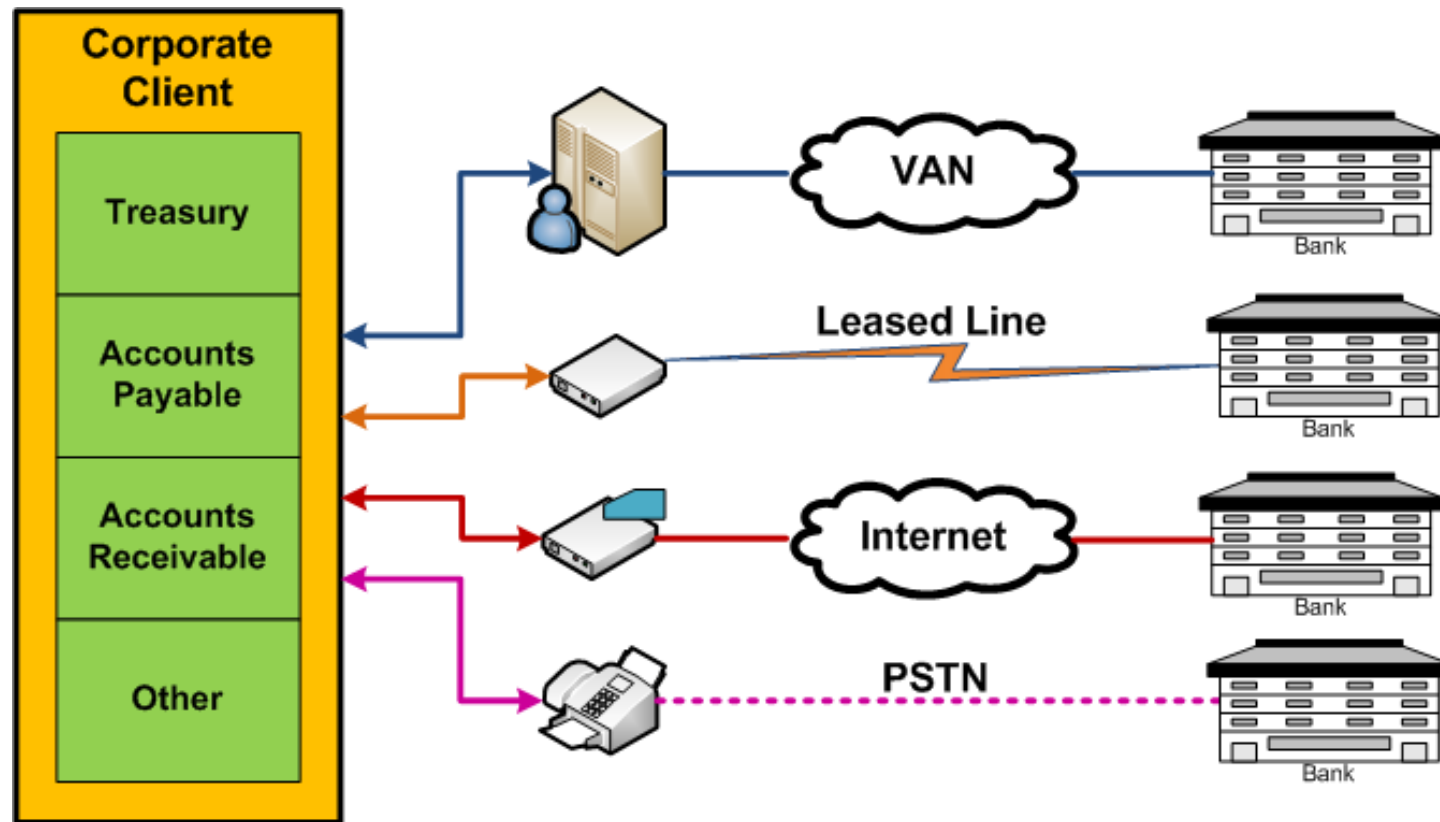 Corporate
Client
Treasury
Accounts
Payable
Accounts
Receivable
Other
VAN
Bank
Leased Line
Bank
Internet
Bank
PSTN
Bank